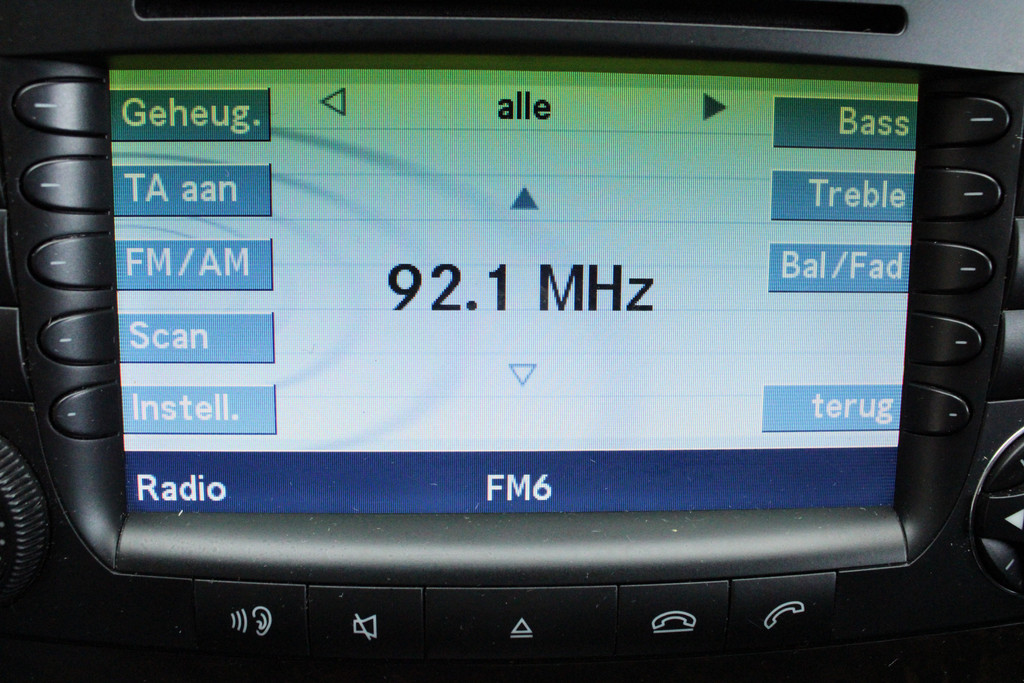 alle
Geheug.
Bass
TA aan
Treble
FM/AM
92.1 MHz
Bal/Fad
Scan
Instell.
terug
Radio
FM6